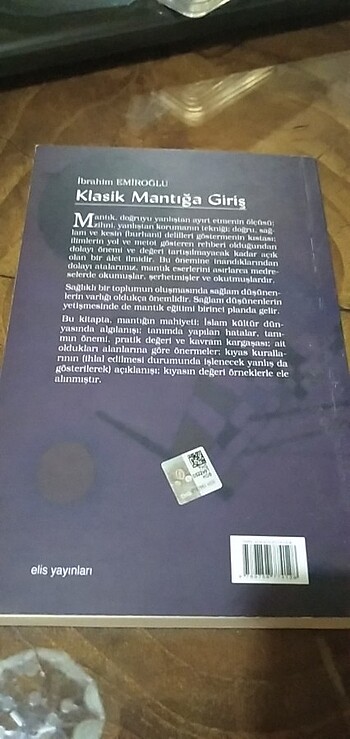 İbrahim EMİROĞLU
Klasik Mantığa Giriş
Mantık, doğruyu yanlıştan ayırt etmenin ölçüsü;
zihni, yanlıştan korumanın tekniği; doğru, sağ-
lam ve kesin (burhanî) delilleri göstermenin kıstası;
ilimlerin yol ve metot gösteren rehberi olduğundan
dolayı önemi ve değeri tartışılmayacak kadar açık
olan bir âlet ilmidir. Bu önemine inandıklarından
dolayı atalarımız, mantık eserlerini asırlarca medre-
selerde okumuşlar, şerhetmişler ve okutmuşlardır.
Sağlıklı bir toplumun oluşmasında sağlam düşünen-
lerin varlığı oldukça önemlidir. Sağlam düşünenlerin
yetişmesinde de mantık eğitimi birinci planda gelir.
Bu kitapta, mantığın mahiyeti; İslam kültür dün-
yasında algılanışı; tanımda yapılan hatalar, tanı-
mın önemi, pratik değeri ve kavram kargaşası; ait
oldukları alanlarına göre önermeler; kıyas kuralla-
rının (ihlal edilmesi durumunda işlenecek yanlış da
gösterilerek) açıklanışı; kıyasın değeri örneklerle ele
alınmıştır.
elis yayınları